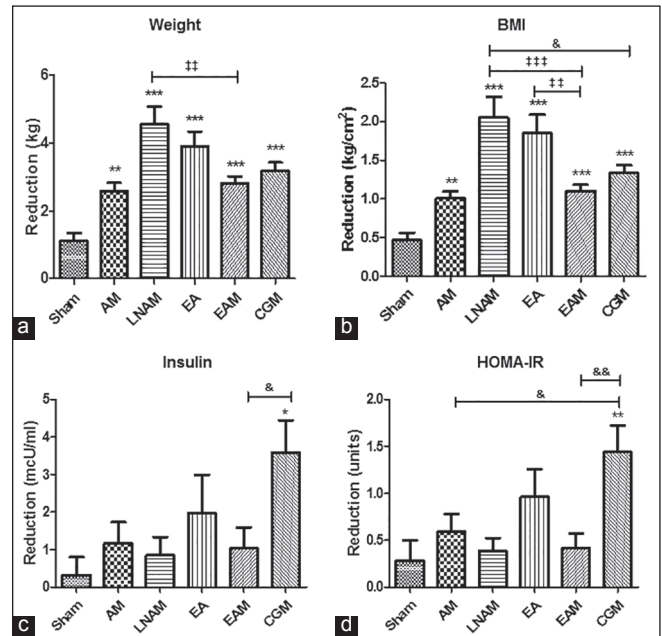 Weight
‡‡
***
***
**
***
***
Reduction (kg)
6
4
2
0
Sham AM LNAM EA EAM CGM
a
BMI
&
‡‡‡
‡‡
***
***
**
***
***
Reduction (kg/cm²)
2.5
2.0
1.5
1.0
0.5
0.0
Sham AM LNAM EA EAM CGM
b
Insulin
&
*
Reduction (mcU/ml)
5
4
3
2
1
0
Sham AM LNAM EA EAM CGM
c
HOMA-IR
&&
&
**
Reduction (units)
2.0
1.5
1.0
0.5
0.0
Sham AM LNAM EA EAM CGM
d